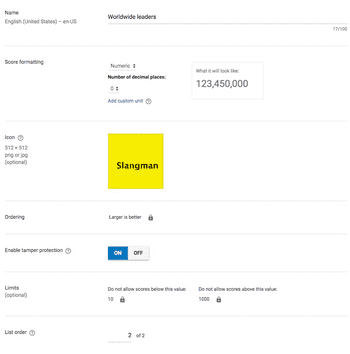 Name
English (United States) – en-US
Worldwide leaders
17/100
Score formatting
Numeric
Number of decimal places:
0
Add custom unit
What it will look like:
123,450,000
Icon
512 × 512
png or jpg
(optional)
Slangman
Ordering
Larger is better
Enable tamper protection
ON OFF
Limits
(optional)
Do not allow scores below this value:
10
Do not allow scores above this value:
1000
List order
2 of 2